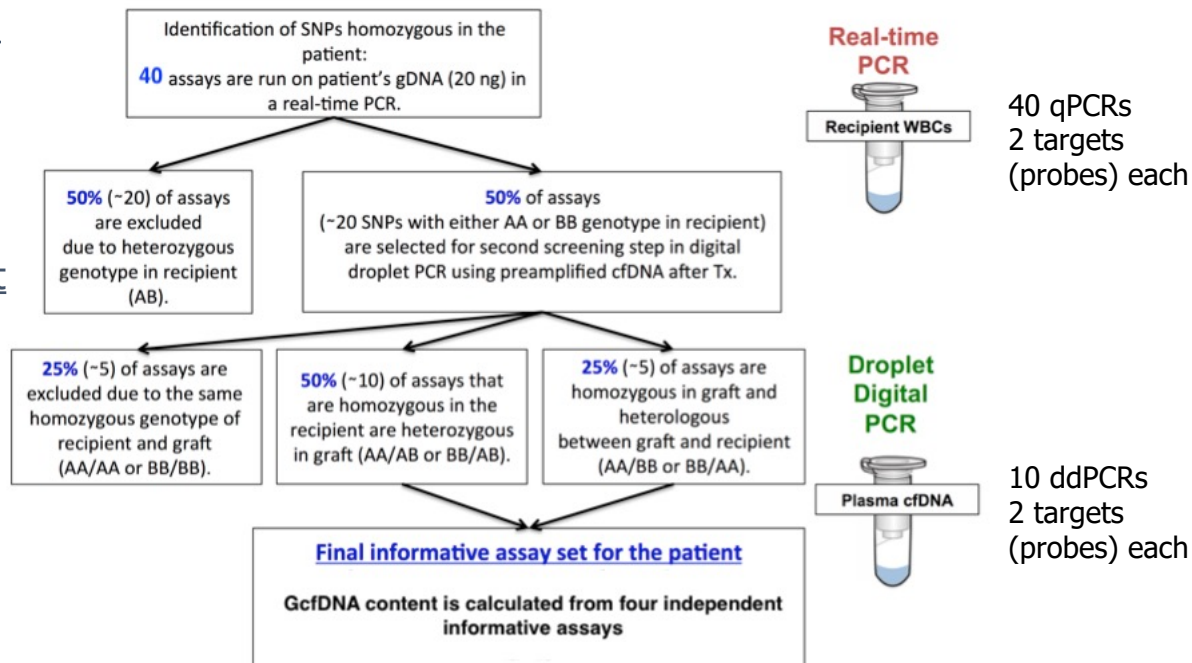 Identification of SNPs homozygous in the
patient:
40 assays are run on patient's gDNA (20 ng) in
a real-time PCR.
Real-time
PCR
Recipient WBCs
40 qPCRs
2 targets
(probes) each
50% (~20) of assays
are excluded
due to heterozygous
genotype in recipient
(AB).
50% of assays
(~20 SNPs with either AA or BB genotype in recipient)
are selected for second screening step in digital
droplet PCR using preamplified cfDNA after Tx.
25% (~5) of assays are
excluded due to the same
homozygous genotype of
recipient and graft
(AA/AA or BB/BB).
50% (~10) of assays that
are homozygous in the
recipient are heterozygous
in graft (AA/AB or BB/AB).
25% (~5) of assays are
homozygous in graft and
heterologous
between graft and recipient
(AA/BB or BB/AA).
Droplet
Digital
PCR
Plasma cfDNA
10 ddPCRs
2 targets
(probes) each
Final informative assay set for the patient
GcfDNA content is calculated from four independent
informative assays